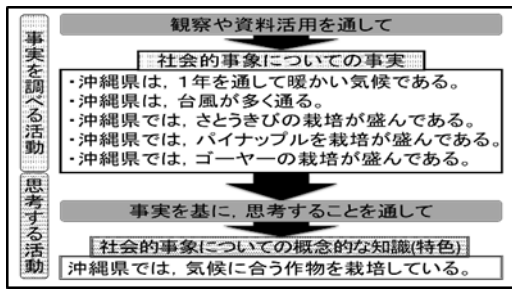 事実を調べる活動
観察や資料活用を通して
社会的事象についての事実
・沖縄県は，１年を通して暖かい気候である。
・沖縄県は，台風が多く通る。
・沖縄県では，さとうきびの栽培が盛んである。
・沖縄県では，パイナップルを栽培が盛んである。
・沖縄県では，ゴーヤーの栽培が盛んである。
思考する活動
事実を基に，思考することを通して
社会的事象についての概念的な知識(特色)
沖縄県では，気候に合う作物を栽培している。